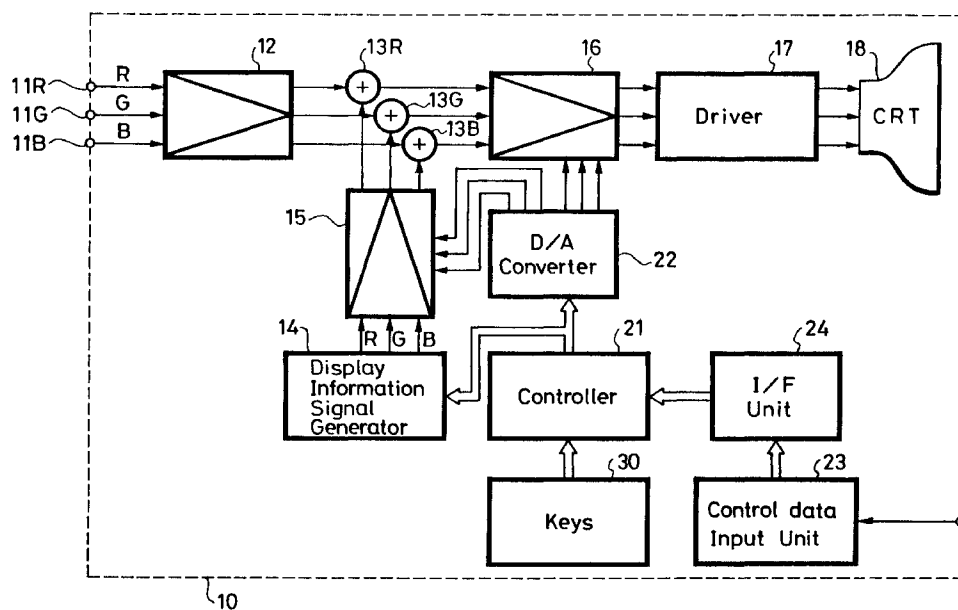 12
13R
16
17
18
11R
R
11G
G
13G
11B
B
13B
Driver
CRT
15
D/A
Converter
22
14
R
G
B
21
24
Display
Information
Signal
Generator
Controller
I/F
Unit
30
23
Keys
Control data
Input Unit
10